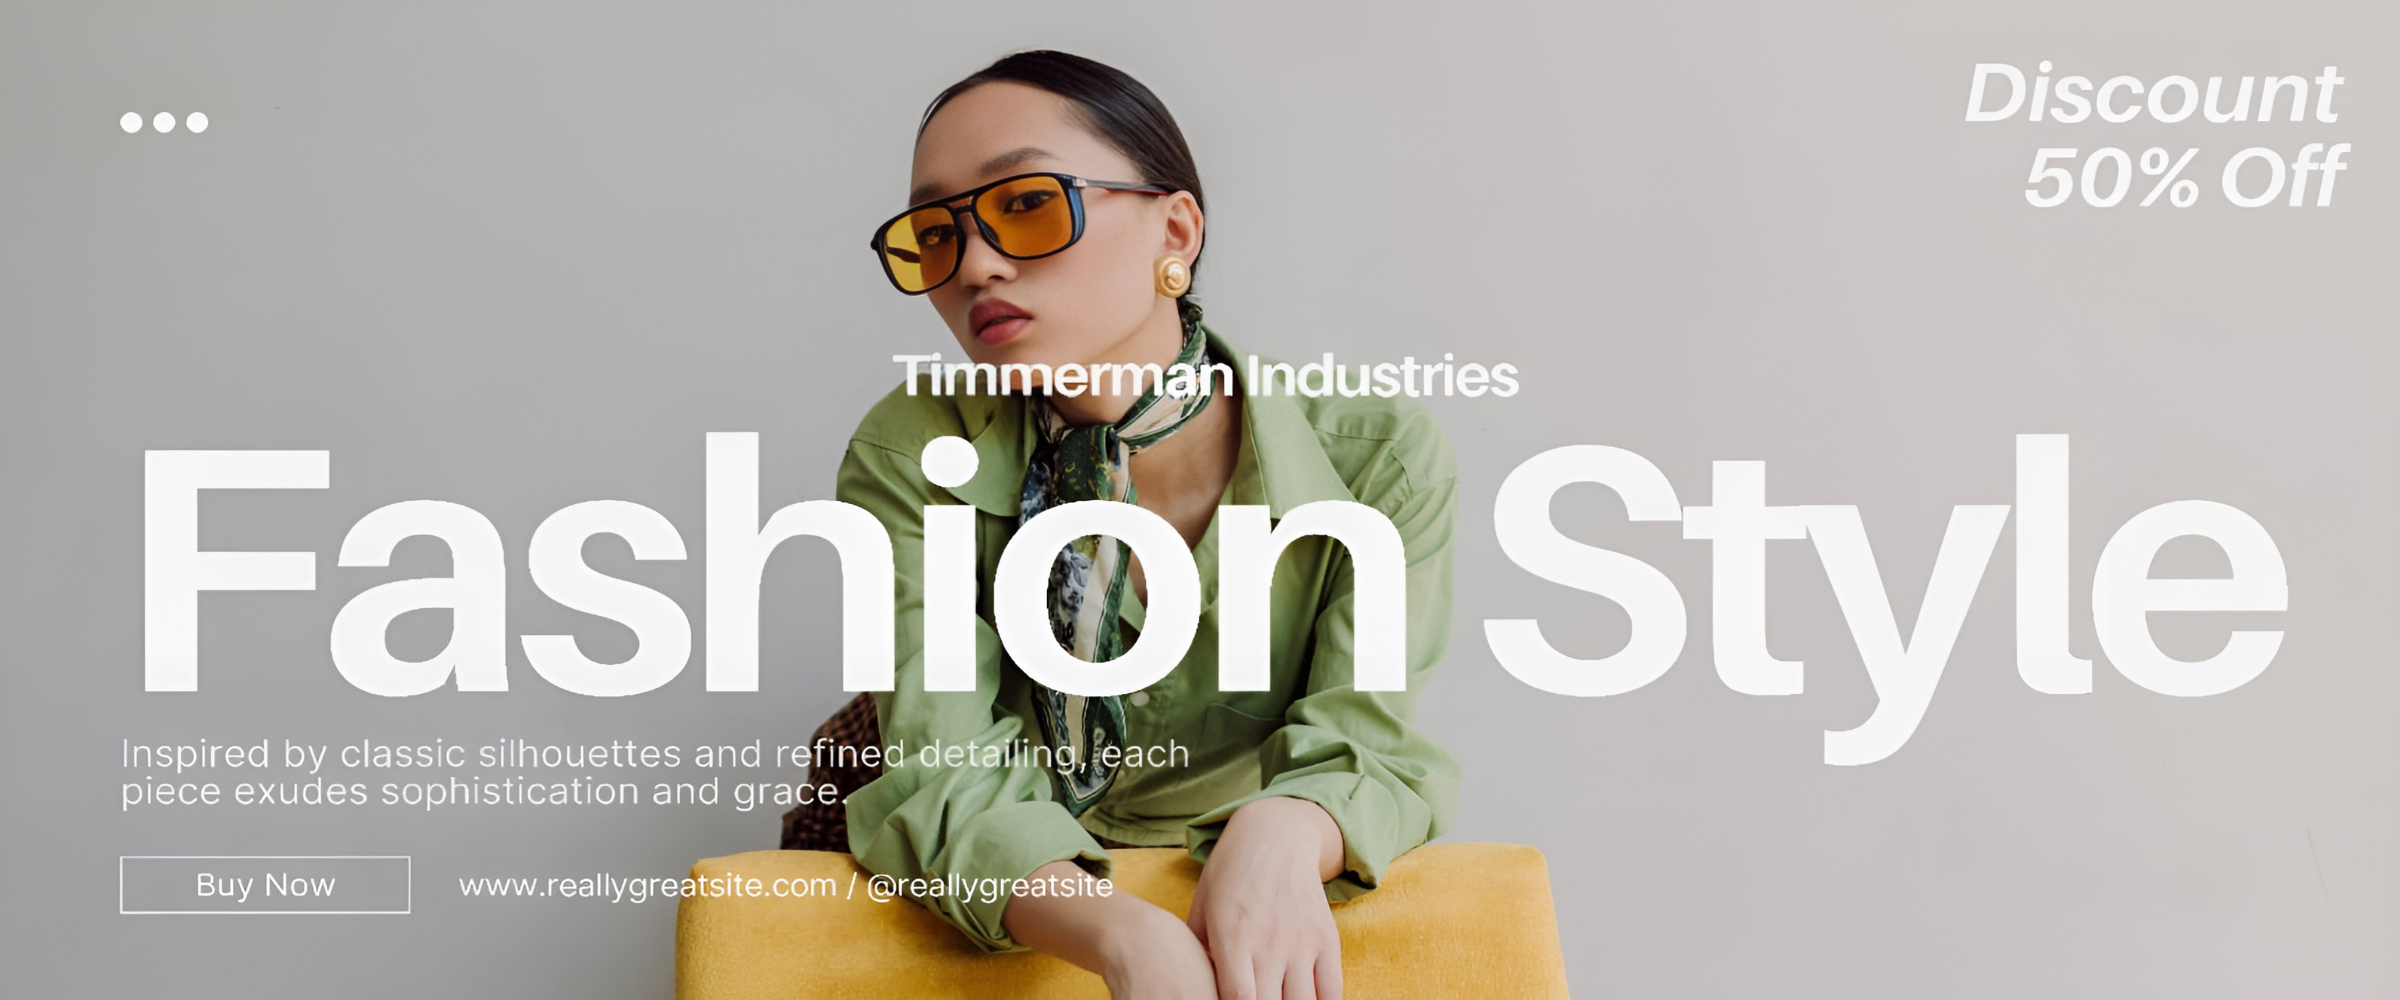 Discount
50% Off
Timmerman Industries
Fashion Style
Inspired by classic silhouettes and refined detailing, each
piece exudes sophistication and grace.
Buy Now
www.reallygreatsite.com / @reallygreatsite